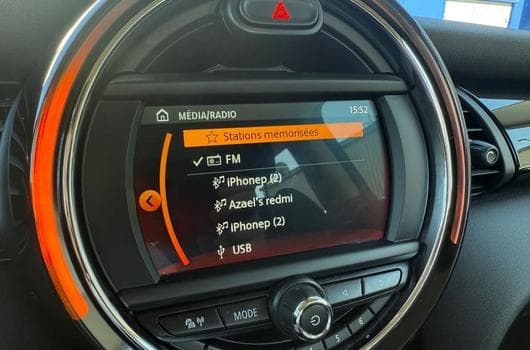 MÉDIA/RADIO 15:52
Stations mémorisées
FM
iPhonep (2)
Azael's redmi
iPhonep (2)
USB
MODE